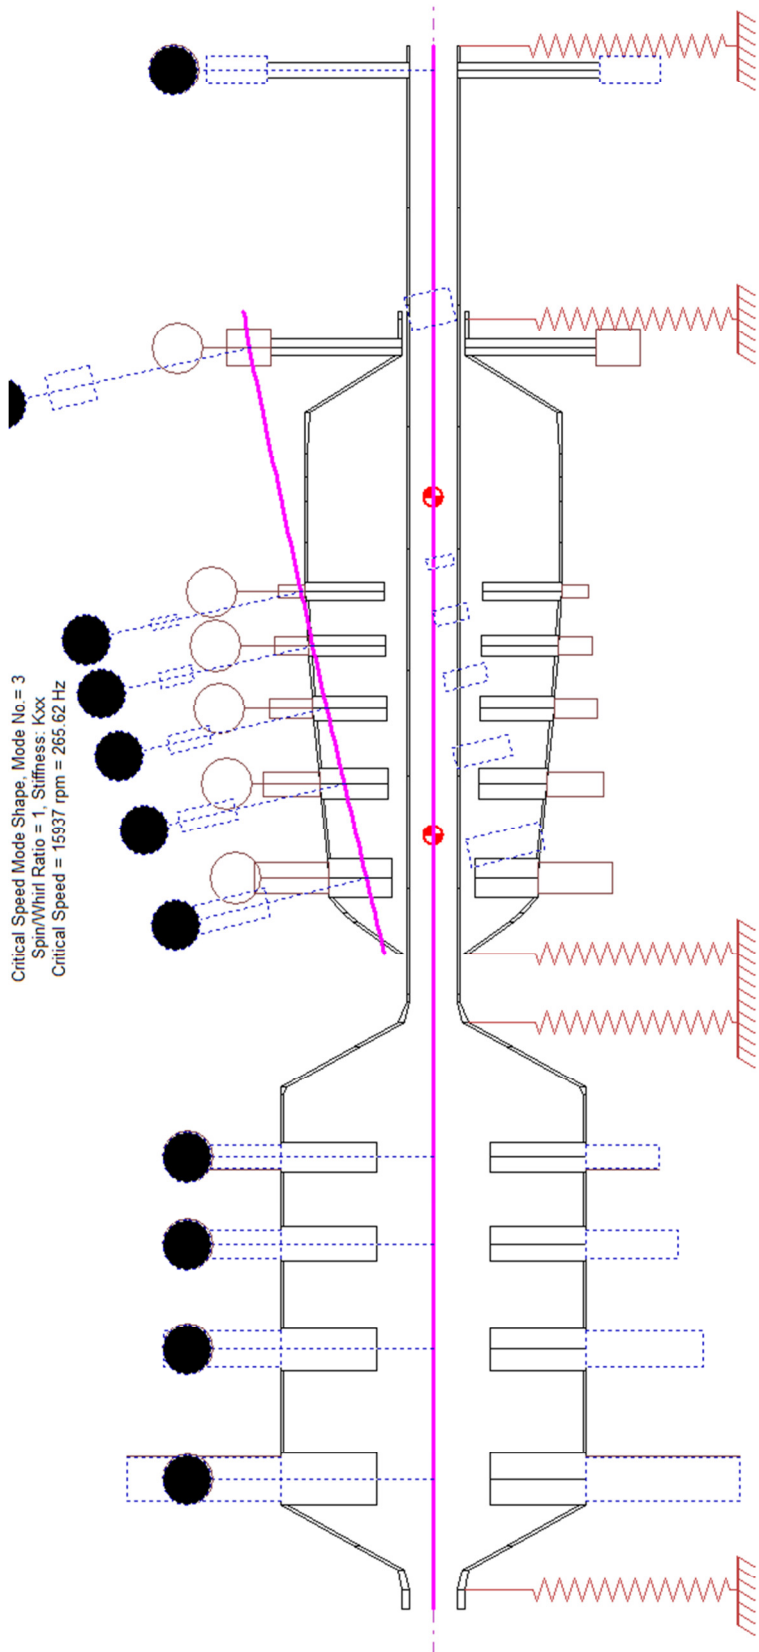 Critical Speed Mode Shape, Mode No.= 3
Spin/Whirl Ratio = 1, Stiffness: Kxx
Critical Speed = 15937 rpm = 265.62 Hz